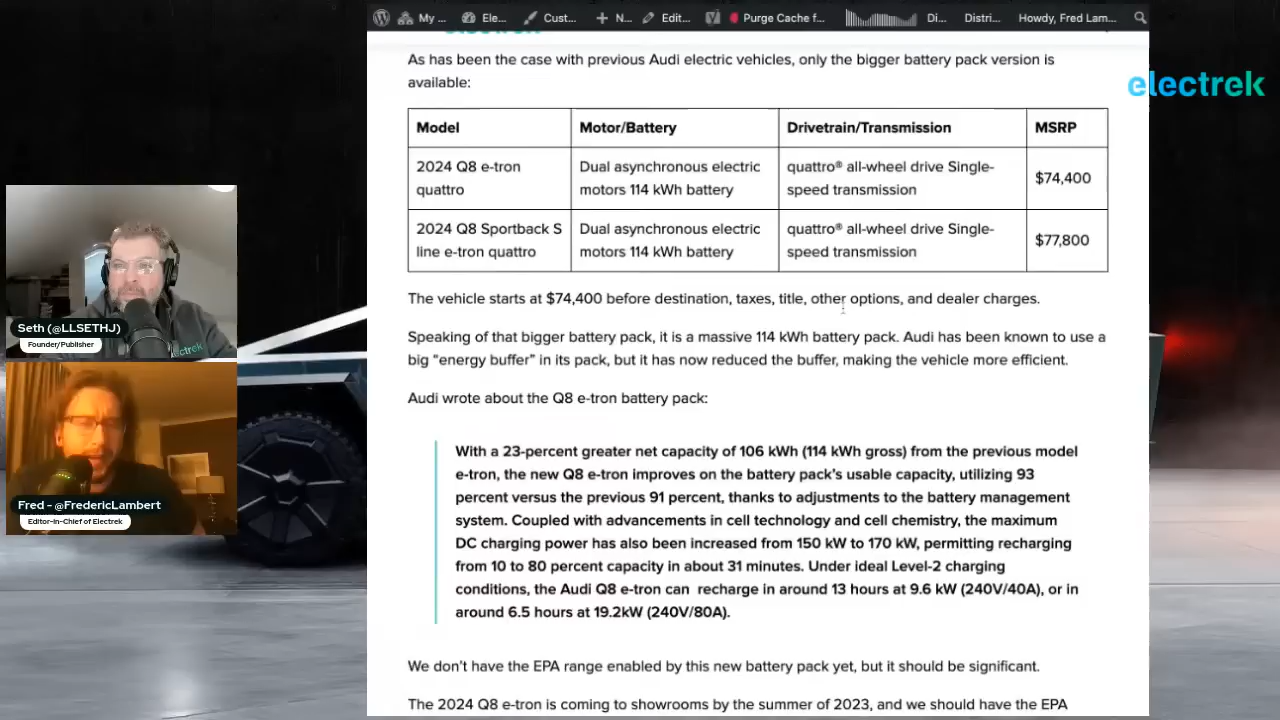 My ...
Ele...
Cust...
N...
Edit...
Purge Cache f...
Di...
Distri...
Howdy, Fred Lam...
electrek
As has been the case with previous Audi electric vehicles, only the bigger battery pack version is
available:
Model Motor/Battery Drivetrain/Transmission MSRP
2024 Q8 e-tron
quattro
Dual asynchronous electric
motors 114 kWh battery
quattro® all-wheel drive Single-
speed transmission
$74,400
2024 Q8 Sportback S
line e-tron quattro
Dual asynchronous electric
motors 114 kWh battery
quattro® all-wheel drive Single-
speed transmission
$77,800
The vehicle starts at $74,400 before destination, taxes, title, other options, and dealer charges.
Speaking of that bigger battery pack, it is a massive 114 kWh battery pack. Audi has been known to use a
big “energy buffer” in its pack, but it has now reduced the buffer, making the vehicle more efficient.
Audi wrote about the Q8 e-tron battery pack:
With a 23-percent greater net capacity of 106 kWh (114 kWh gross) from the previous model
e-tron, the new Q8 e-tron improves on the battery pack’s usable capacity, utilizing 93
percent versus the previous 91 percent, thanks to adjustments to the battery management
system. Coupled with advancements in cell technology and cell chemistry, the maximum
DC charging power has also been increased from 150 kW to 170 kW, permitting recharging
from 10 to 80 percent capacity in about 31 minutes. Under ideal Level-2 charging
conditions, the Audi Q8 e-tron can recharge in around 13 hours at 9.6 kW (240V/40A), or in
around 6.5 hours at 19.2kW (240V/80A).
We don’t have the EPA range enabled by this new battery pack yet, but it should be significant.
The 2024 Q8 e-tron is coming to showrooms by the summer of 2023, and we should have the EPA
Seth (@LLSETHJ)
Founder/Publisher
Fred - @FredericLambert
Editor-in-Chief of Electrek